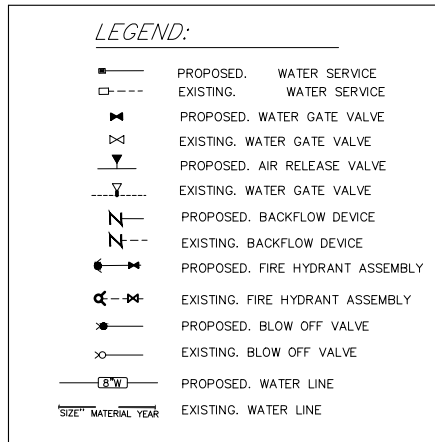 LEGEND:
PROPOSED. WATER SERVICE
EXISTING. WATER SERVICE
PROPOSED. WATER GATE VALVE
EXISTING. WATER GATE VALVE
PROPOSED. AIR RELEASE VALVE
EXISTING. WATER GATE VALVE
PROPOSED. BACKFLOW DEVICE
EXISTING. BACKFLOW DEVICE
PROPOSED. FIRE HYDRANT ASSEMBLY
EXISTING. FIRE HYDRANT ASSEMBLY
PROPOSED. BLOW OFF VALVE
EXISTING. BLOW OFF VALVE
8"W PROPOSED. WATER LINE
"SIZE" MATERIAL YEAR EXISTING. WATER LINE